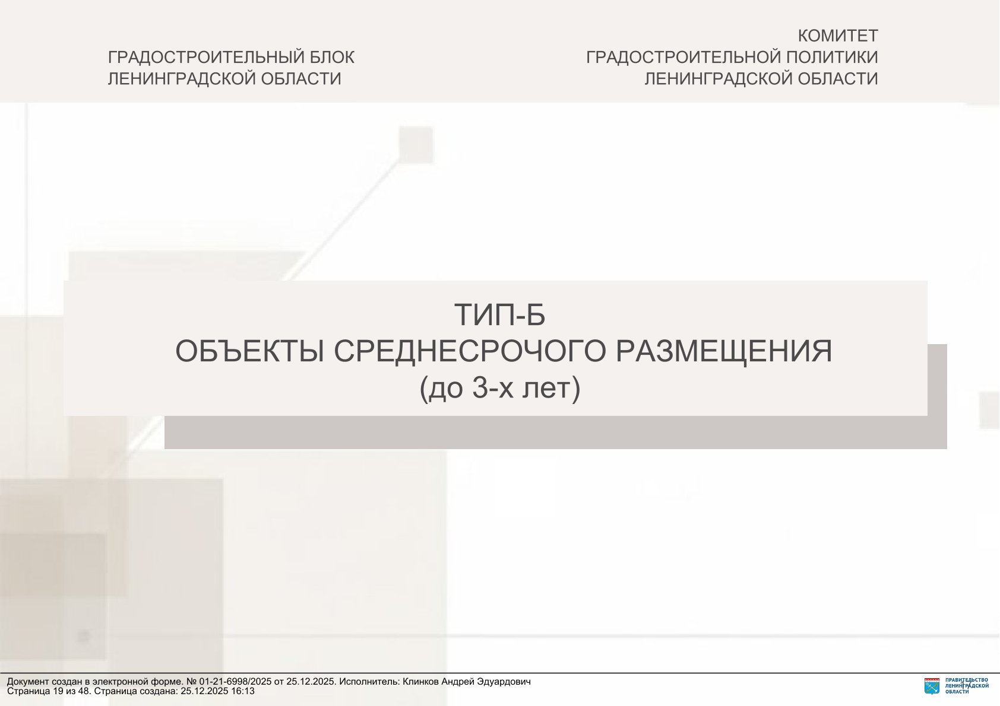 ГРАДОСТРОИТЕЛЬНЫЙ БЛОК
ЛЕНИНГРАДСКОЙ ОБЛАСТИ
КОМИТЕТ
ГРАДОСТРОИТЕЛЬНОЙ ПОЛИТИКИ
ЛЕНИНГРАДСКОЙ ОБЛАСТИ
ТИП-Б
ОБЪЕКТЫ СРЕДНЕСРОЧОГО РАЗМЕЩЕНИЯ
(до 3-х лет)
Документ создан в электронной форме. № 01-21-6998/2025 от 25.12.2025. Исполнитель: Клинков Андрей Эдуардович
Страница 19 из 48. Страница создана: 25.12.2025 16:13
ПРАВИТЕЛЬСТВО
ЛЕНИНГРАДСКОЙ
ОБЛАСТИ
17